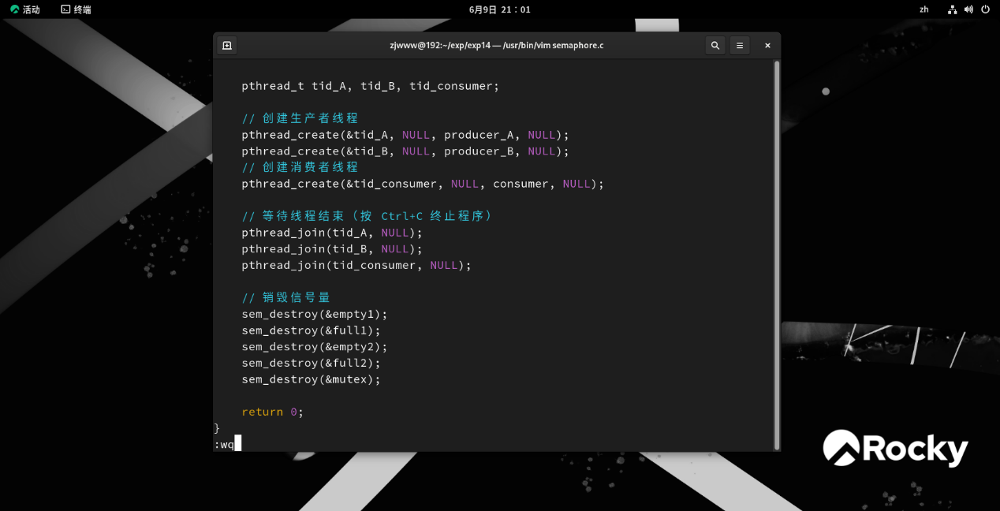 活动 终端 6月9日 21：01 zh
zjwww@192:~/exp/exp14 — /usr/bin/vim semaphore.c
pthread_t tid_A, tid_B, tid_consumer;
// 创建生产者线程
pthread_create(&tid_A, NULL, producer_A, NULL);
pthread_create(&tid_B, NULL, producer_B, NULL);
// 创建消费者线程
pthread_create(&tid_consumer, NULL, consumer, NULL);
// 等待线程结束（按 Ctrl+C 终止程序）
pthread_join(tid_A, NULL);
pthread_join(tid_B, NULL);
pthread_join(tid_consumer, NULL);
// 销毁信号量
sem_destroy(&empty1);
sem_destroy(&full1);
sem_destroy(&empty2);
sem_destroy(&full2);
sem_destroy(&mutex);
return 0;
}
:wq
Rocky